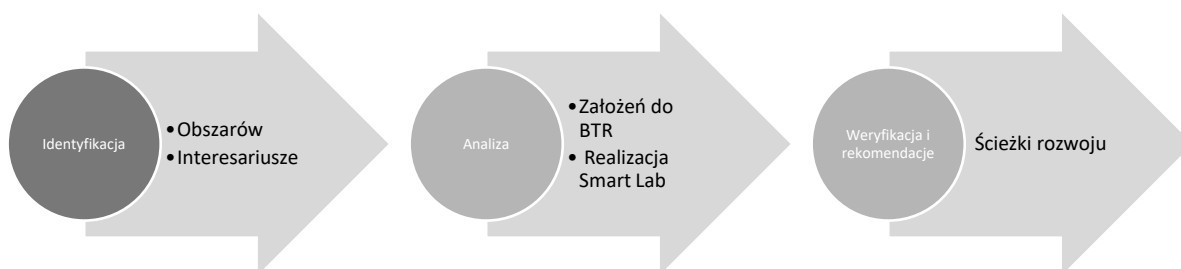 Identyfikacja
•Obszarów
•Interesariusze
Analiza
•Założeń do
BTR
• Realizacja
Smart Lab
Weryfikacja i
rekomendacje
Ścieżki rozwoju